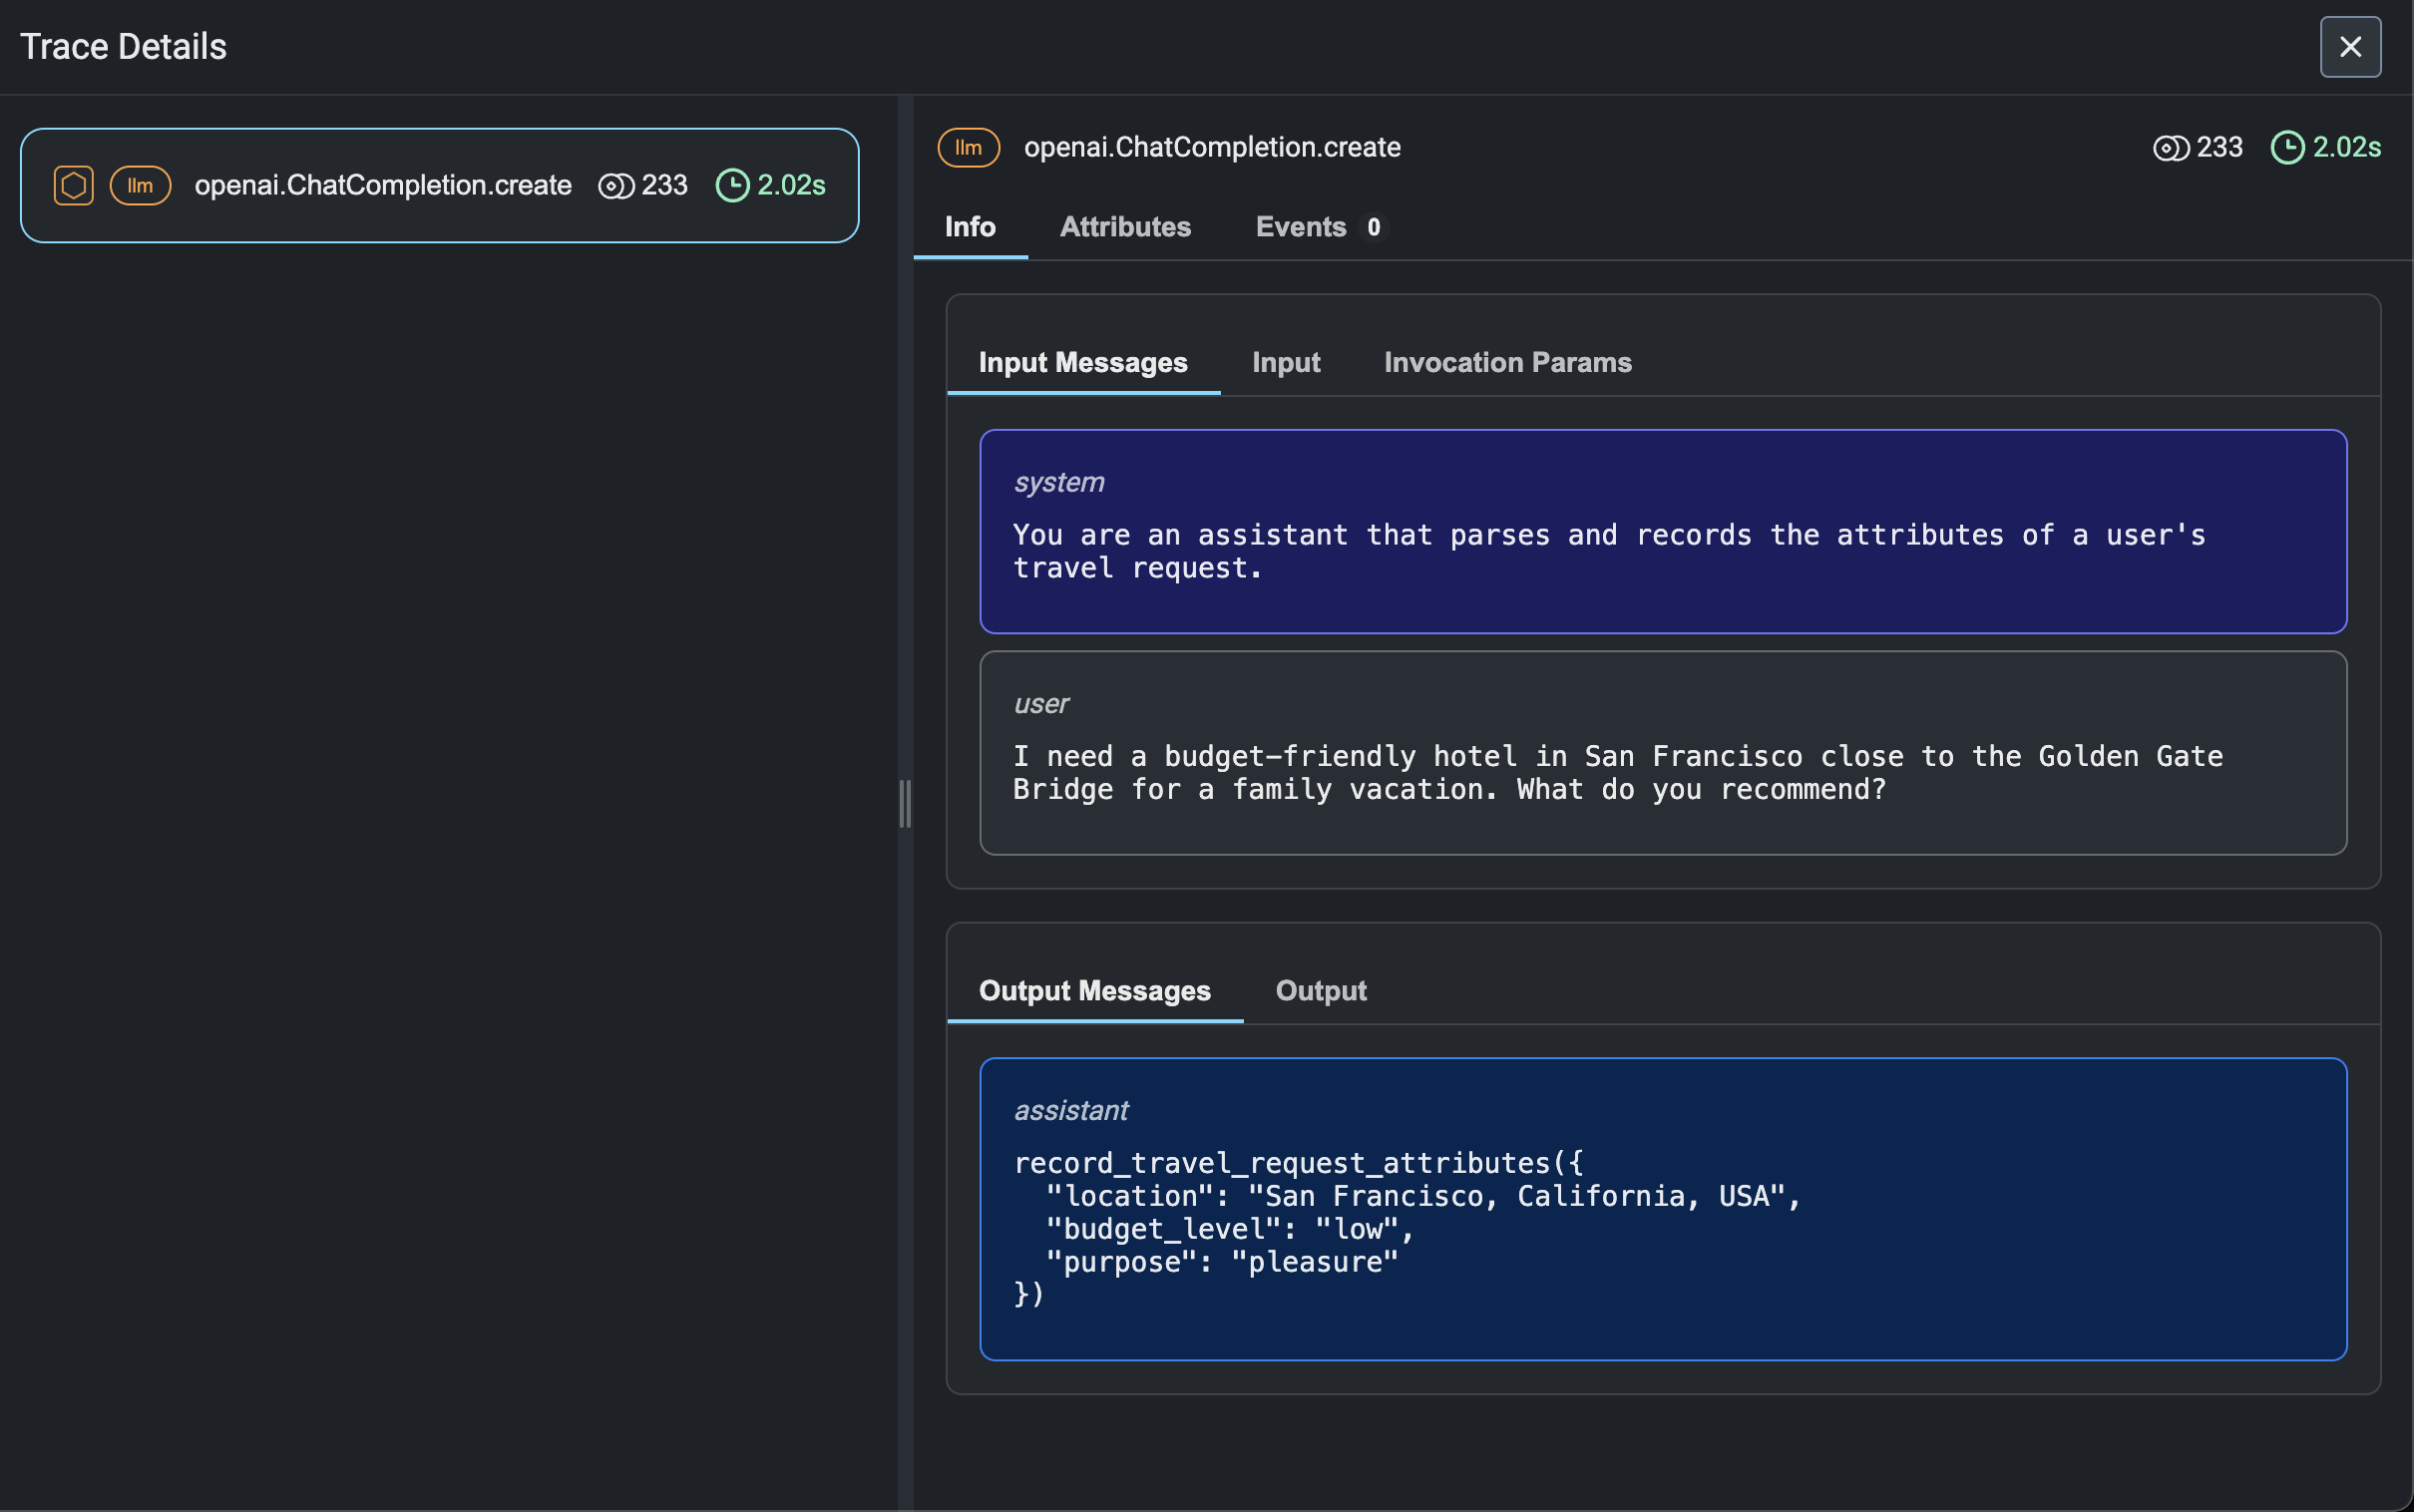 Trace Details
llm openai.ChatCompletion.create 233 2.02s
llm openai.ChatCompletion.create 233 2.02s
Info Attributes Events 0
Input Messages Input Invocation Params
system
You are an assistant that parses and records the attributes of a user's
travel request.
user
I need a budget-friendly hotel in San Francisco close to the Golden Gate
Bridge for a family vacation. What do you recommend?
Output Messages Output
assistant
record_travel_request_attributes({
  "location": "San Francisco, California, USA",
  "budget_level": "low",
  "purpose": "pleasure"
})